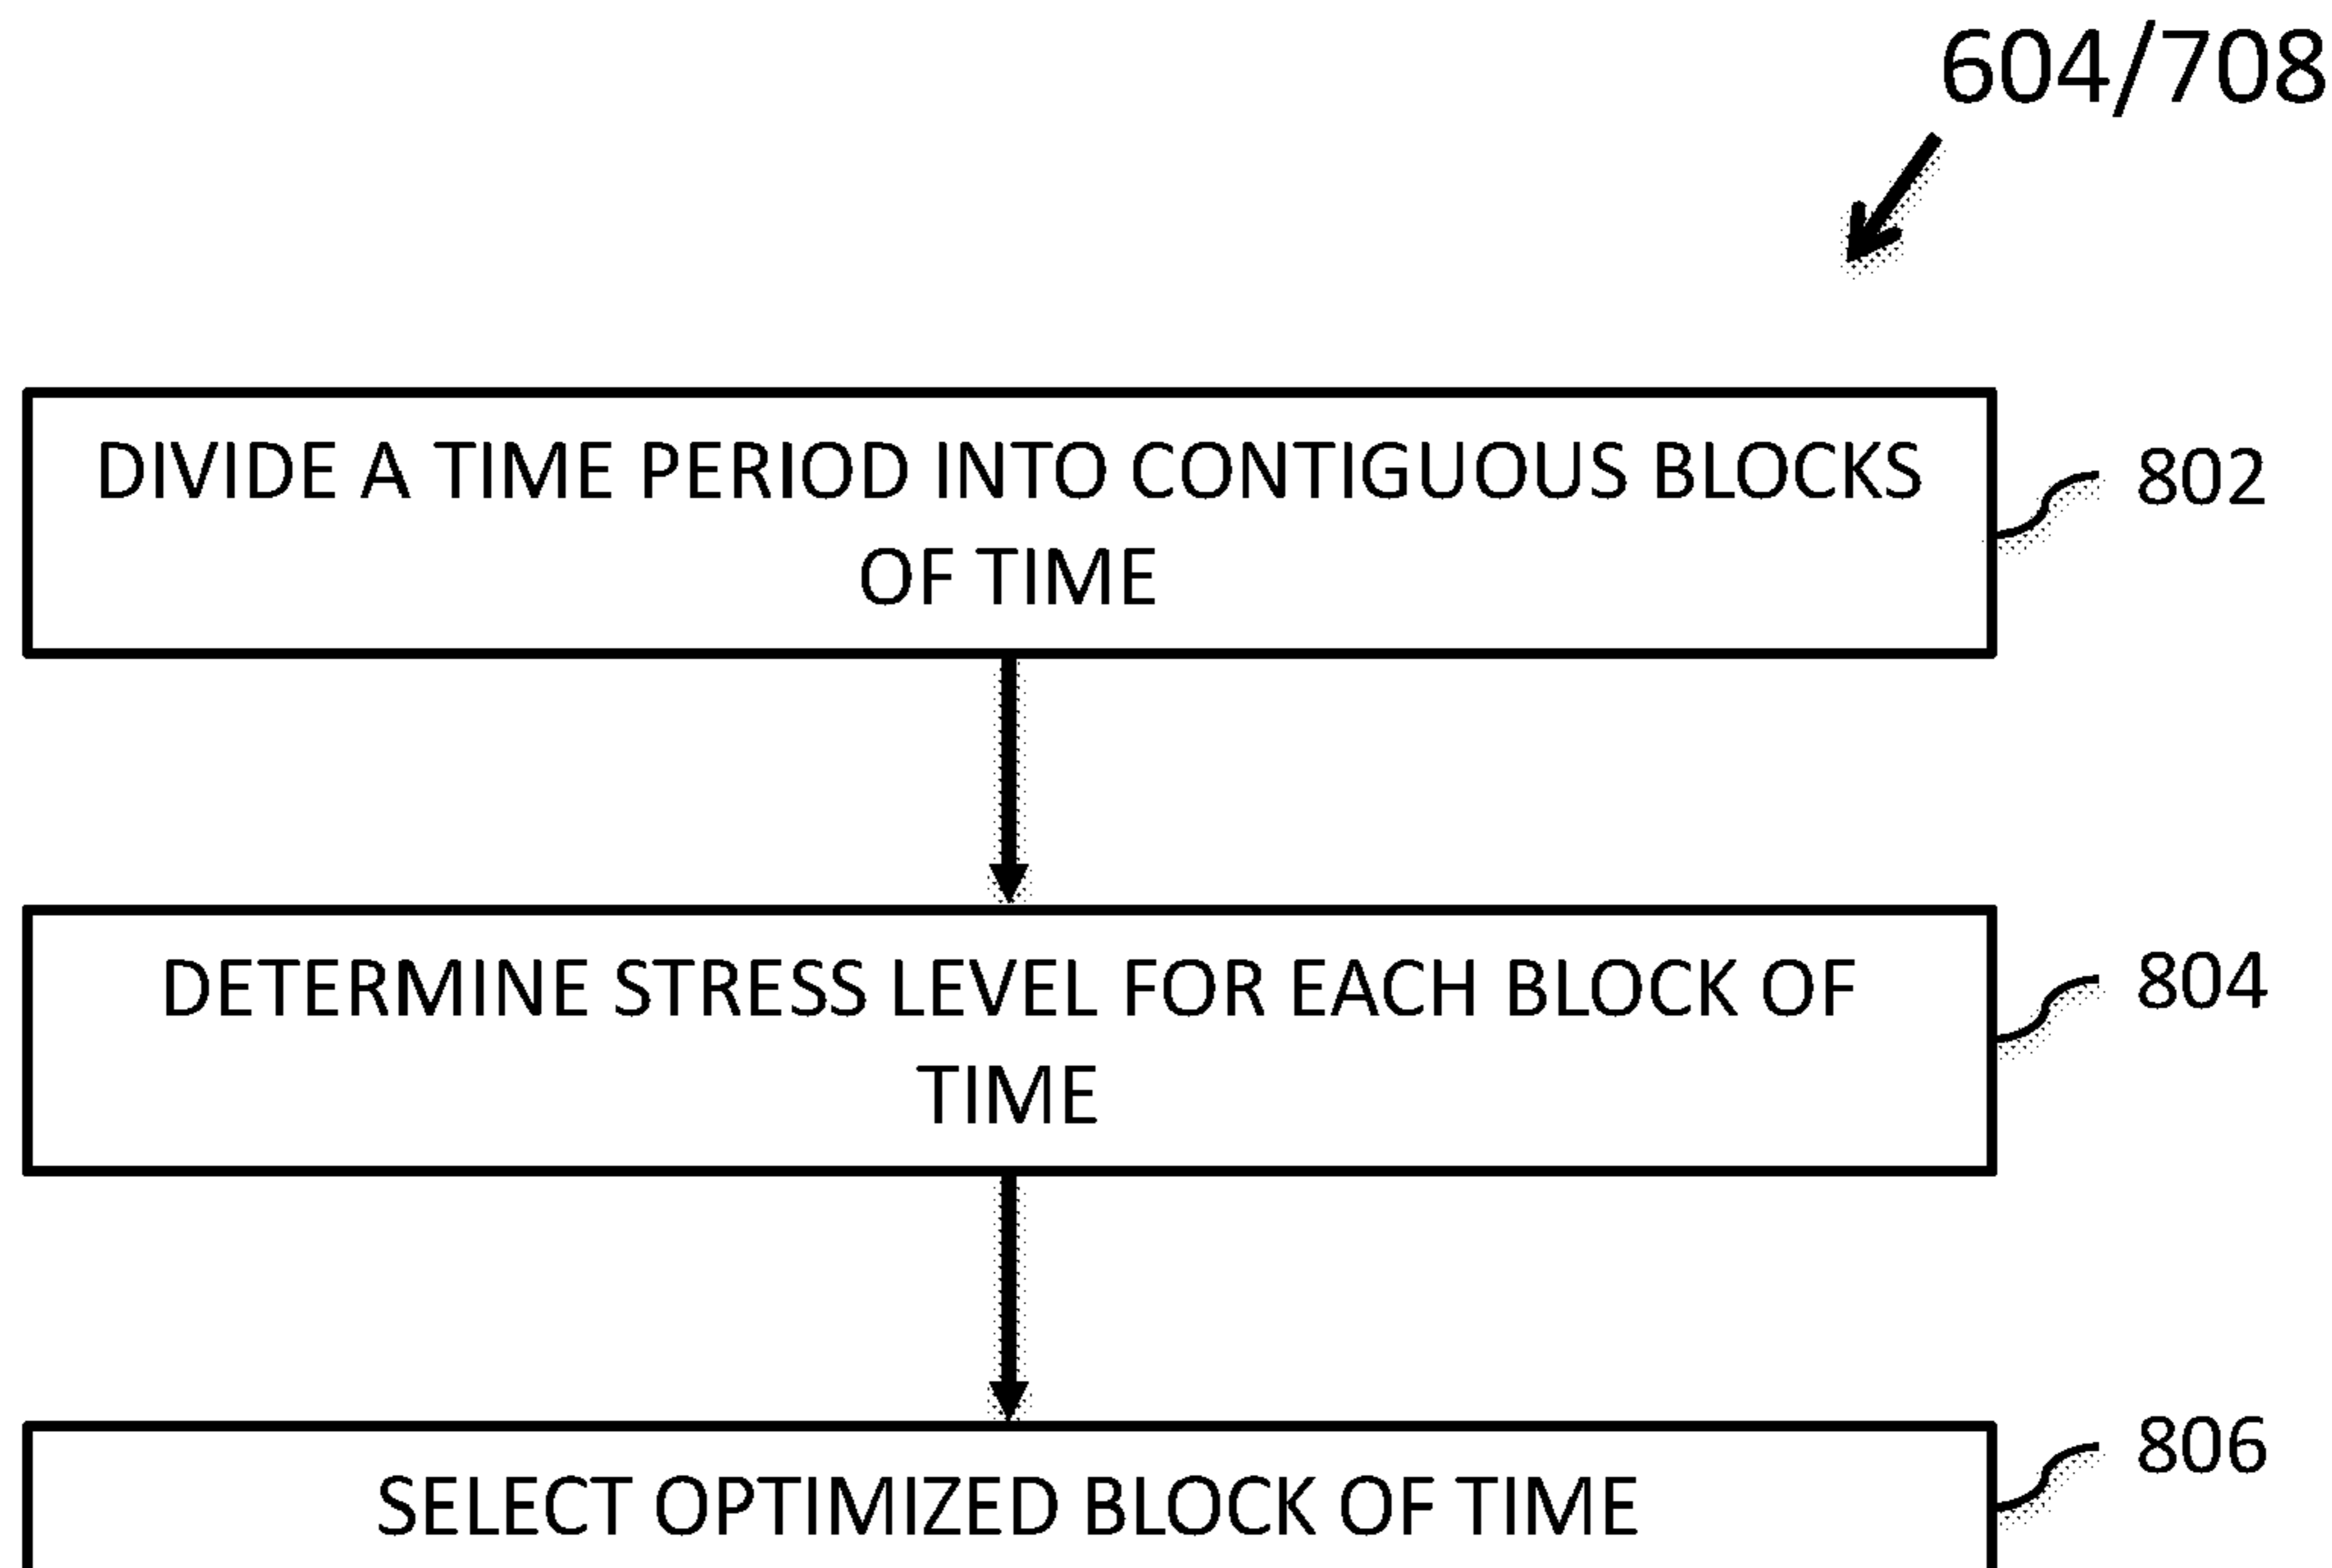 604/708
DIVIDE A TIME PERIOD INTO CONTIGUOUS BLOCKS
OF TIME
802
DETERMINE STRESS LEVEL FOR EACH BLOCK OF
TIME
804
SELECT OPTIMIZED BLOCK OF TIME
806